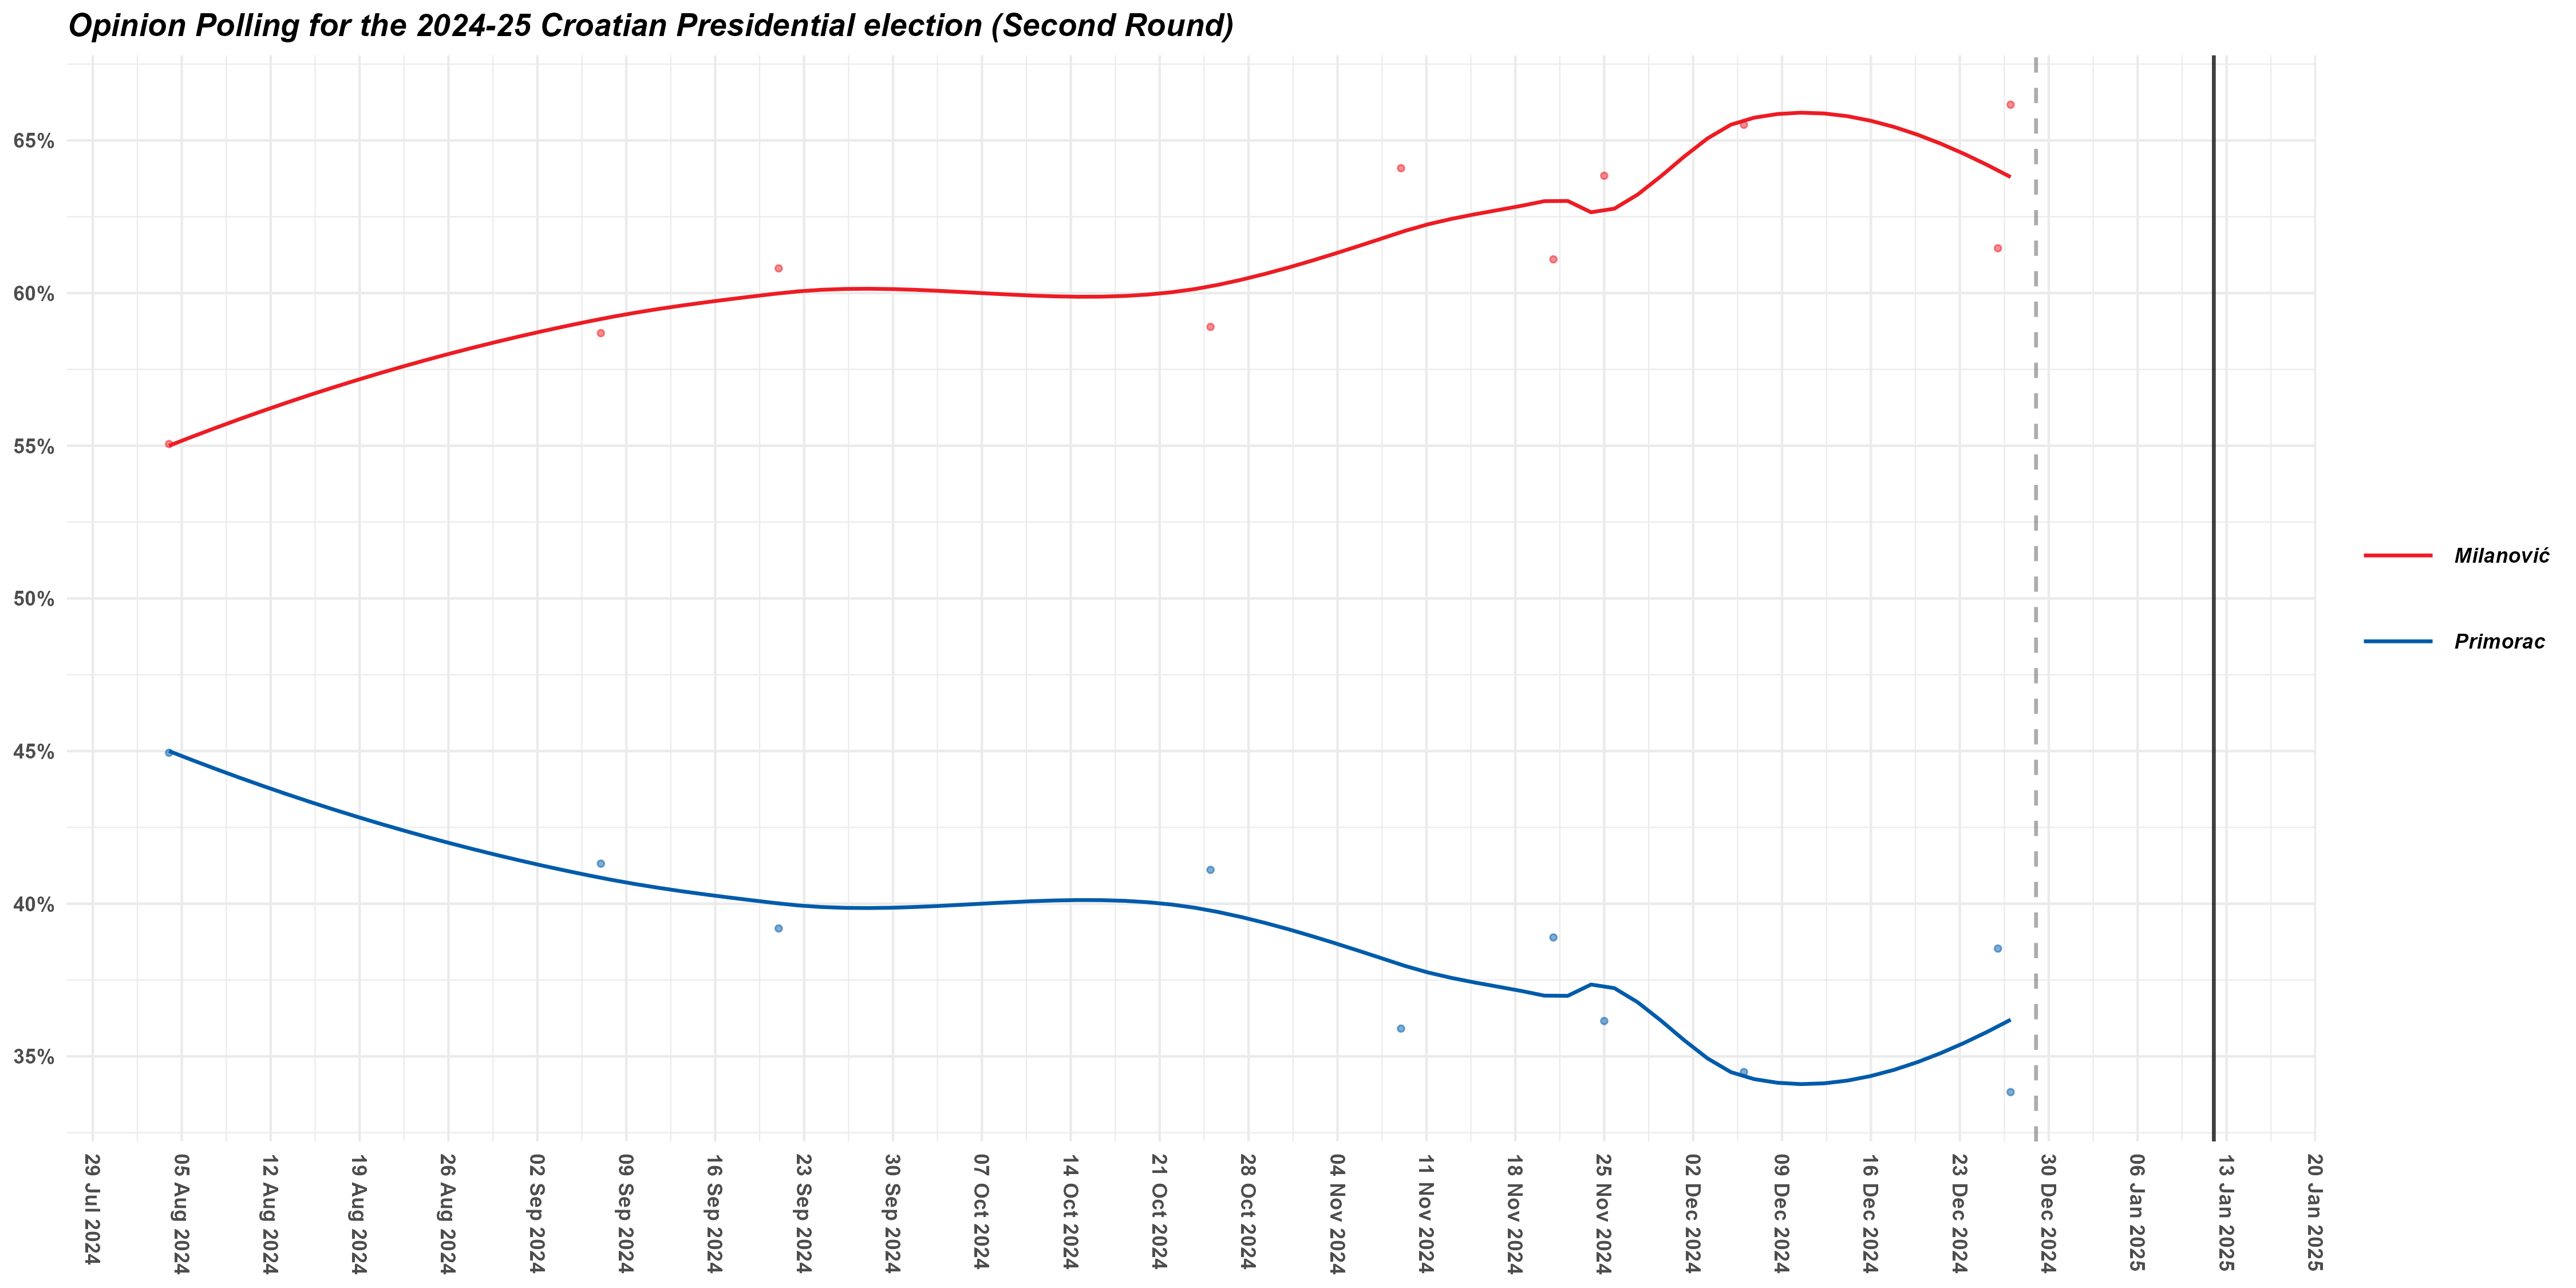 Opinion Polling for the 2024-25 Croatian Presidential election (Second Round)
65%
60%
55%
50%
45%
40%
35%
29 Jul 2024
05 Aug 2024
12 Aug 2024
19 Aug 2024
26 Aug 2024
02 Sep 2024
09 Sep 2024
16 Sep 2024
23 Sep 2024
30 Sep 2024
07 Oct 2024
14 Oct 2024
21 Oct 2024
28 Oct 2024
04 Nov 2024
11 Nov 2024
18 Nov 2024
25 Nov 2024
02 Dec 2024
09 Dec 2024
16 Dec 2024
23 Dec 2024
30 Dec 2024
06 Jan 2025
13 Jan 2025
20 Jan 2025
Milanović
Primorac